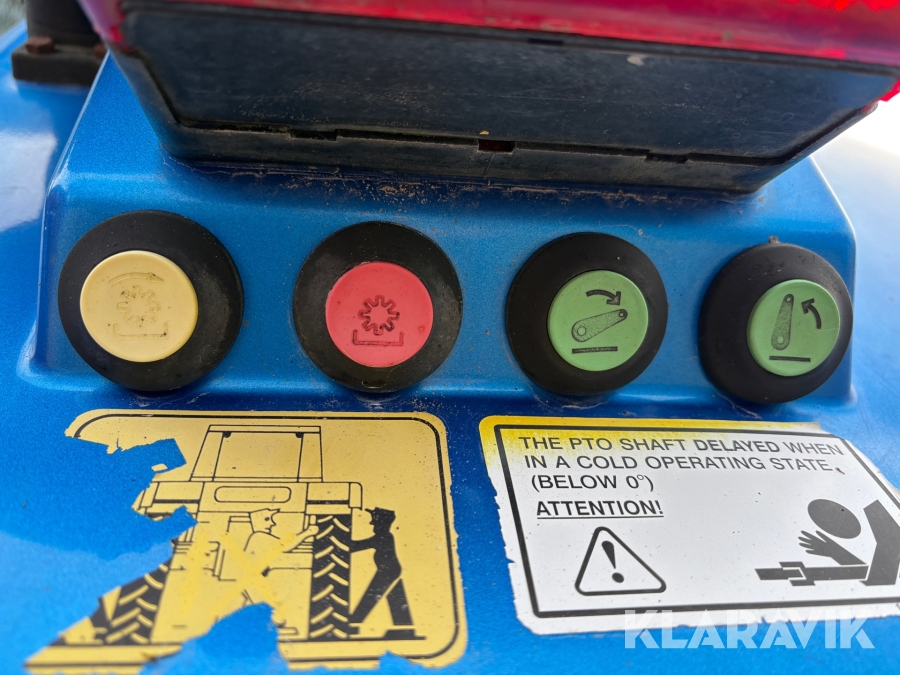 THE PTO SHAFT DELAYED WHEN
IN A COLD OPERATING STATE.
(BELOW 0°)
ATTENTION!
KLARAVIK